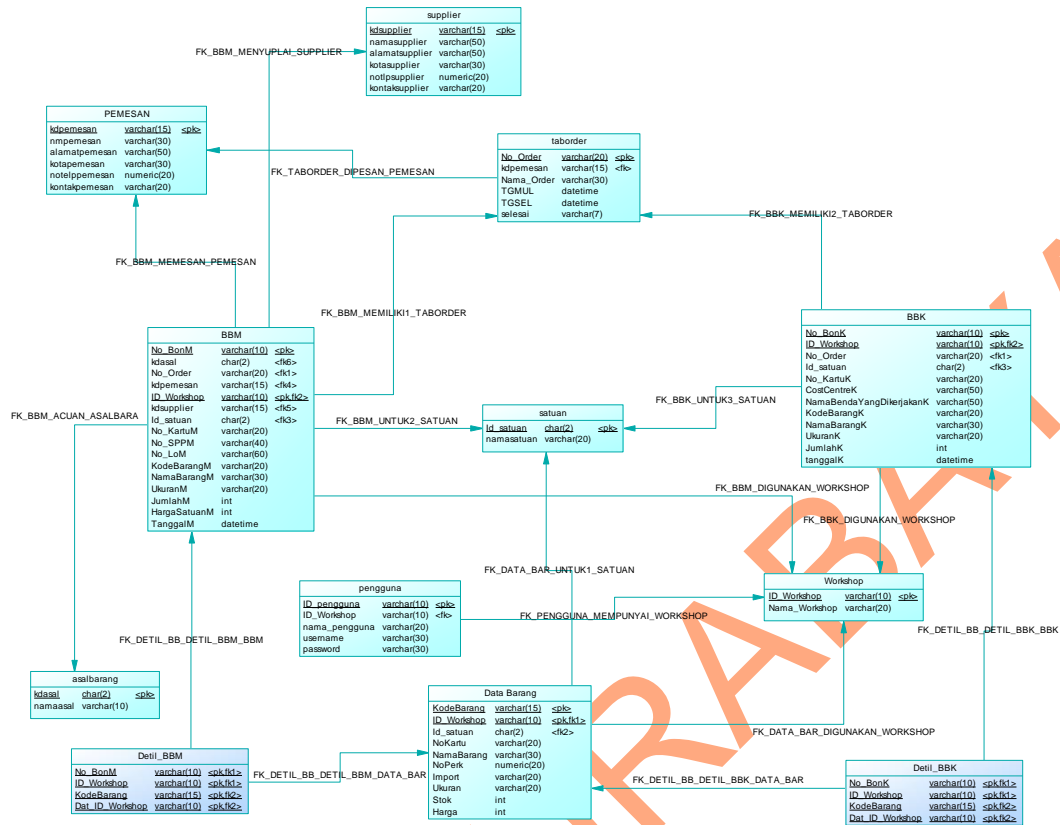 supplier
kdsupplier varchar(15) <pk>
namasupplier varchar(50)
alamatsupplier varchar(50)
kotasupplier varchar(30)
notlpsupplier numeric(20)
kontaksupplier varchar(20)
FK_BBM_MENYUPLAI_SUPPLIER
PEMESAN
kdpemesan varchar(15) <pk>
nmpemesan varchar(30)
alamatpemesan varchar(50)
kotapemesan varchar(30)
notelppemesan numeric(20)
kontakpemesan varchar(20)
taborder
No_Order varchar(20) <pk>
kdpemesan varchar(15) <fk>
Nama_Order varchar(30)
TGMUL datetime
TGSEL datetime
selesai varchar(7)
FK_TABORDER_DIPESAN_PEMESAN
FK_BBK_MEMILIKI2_TABORDER
FK_BBM_MEMESAN_PEMESAN
FK_BBM_MEMILIKI1_TABORDER
BBM
No_BonM varchar(10) <pk>
kdasal char(2) <fk6>
No_Order varchar(20) <fk1>
kdpemesan varchar(15) <fk4>
ID_Workshop varchar(10) <pk,fk2>
kdsupplier varchar(15) <fk5>
Id_satuan char(2) <fk3>
No_KartuM varchar(20)
No_SPPM varchar(40)
No_LoM varchar(60)
KodeBarangM varchar(20)
NamaBarangM varchar(30)
UkuranM varchar(20)
JumlahM int
HargaSatuanM int
TanggalM datetime
BBK
No_BonK varchar(10) <pk>
ID_Workshop varchar(10) <pk,fk2>
No_Order varchar(20) <fk1>
Id_satuan char(2) <fk3>
No_KartuK varchar(20)
CostCentreK varchar(50)
NamaBendaYangDikerjakanK varchar(50)
KodeBarangK varchar(20)
NamaBarangK varchar(30)
UkuranK varchar(20)
JumlahK int
tanggalK datetime
FK_BBM_ACUAN_ASALBARA
FK_BBM_UNTUK2_SATUAN
FK_BBK_UNTUK3_SATUAN
satuan
Id_satuan char(2) <pk>
namasatuan varchar(20)
FK_BBM_DIGUNAKAN_WORKSHOP
FK_BBK_DIGUNAKAN_WORKSHOP
FK_DATA_BAR_UNTUK1_SATUAN
pengguna
ID_pengguna varchar(10) <pk>
ID_Workshop varchar(10) <fk>
nama_pengguna varchar(20)
username varchar(30)
password varchar(30)
Workshop
ID_Workshop varchar(10) <pk>
Nama_Workshop varchar(20)
FK_PENGGUNA_MEMPUNYAI_WORKSHOP
FK_DETIL_BB_DETIL_BBM_BBM
FK_DETIL_BB_DETIL_BBK_BBK
asalbarang
kdasal char(2) <pk>
namaasal varchar(10)
Data Barang
KodeBarang varchar(15) <pk>
ID_Workshop varchar(10) <pk,fk1>
Id_satuan char(2) <fk2>
NoKartu varchar(20)
NamaBarang varchar(30)
NoPerk numeric(20)
Import varchar(20)
Ukuran varchar(20)
Stok int
Harga int
FK_DATA_BAR_DIGUNAKAN_WORKSHOP
Detil_BBM
No_BonM varchar(10) <pk,fk1>
ID_Workshop varchar(10) <pk,fk1>
KodeBarang varchar(15) <pk,fk2>
Dat_ID_Workshop varchar(10) <pk,fk2>
FK_DETIL_BB_DETIL_BBM_DATA_BAR
FK_DETIL_BB_DETIL_BBK_DATA_BAR
Detil_BBK
No_BonK varchar(10) <pk,fk1>
ID_Workshop varchar(10) <pk,fk1>
KodeBarang varchar(15) <pk,fk2>
Dat_ID_Workshop varchar(10) <pk,fk2>
RABA